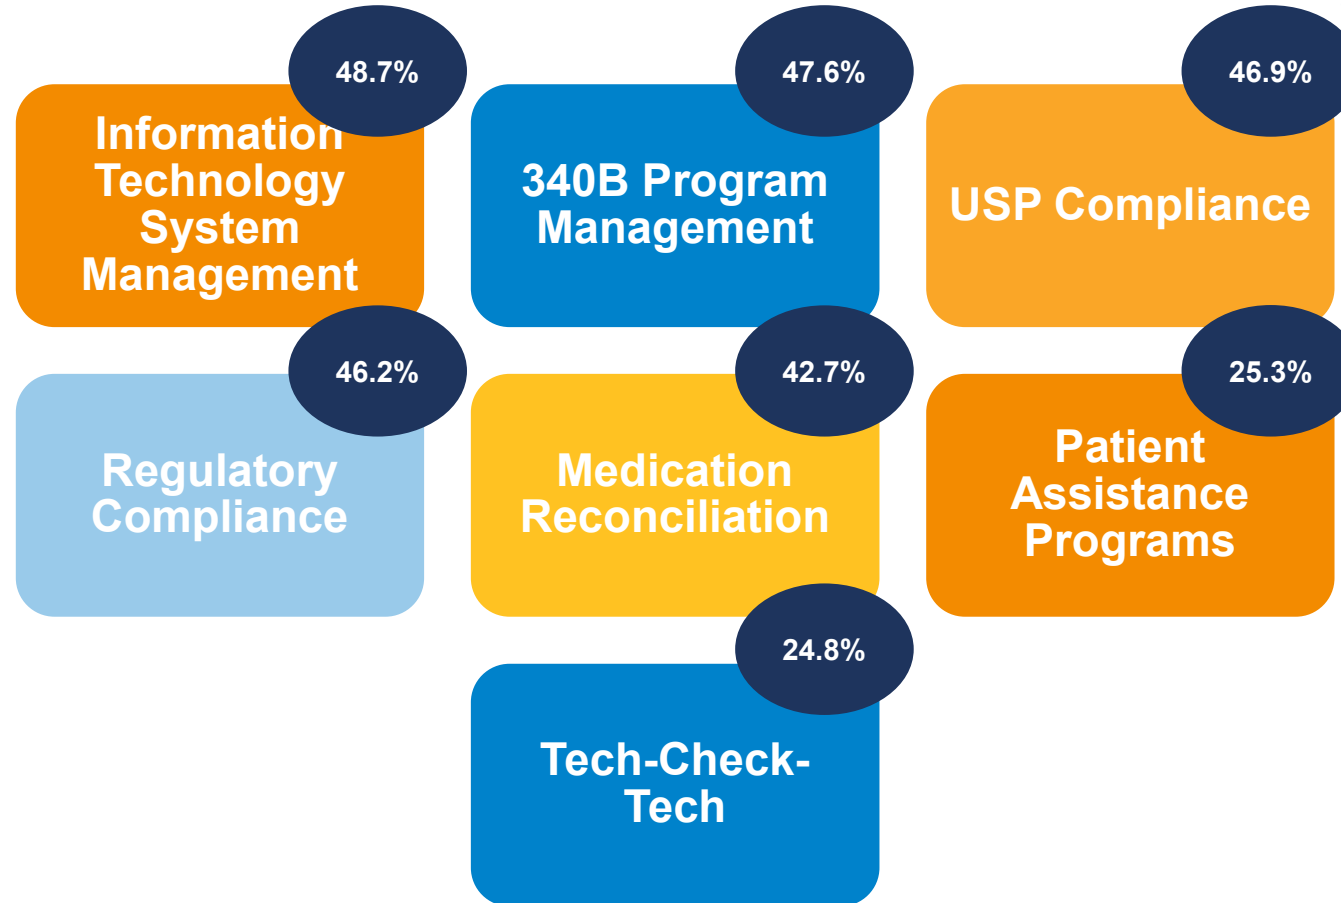 48.7%
Information
Technology
System
Management
47.6%
340B Program
Management
46.9%
USP Compliance
46.2%
Regulatory
Compliance
42.7%
Medication
Reconciliation
25.3%
Patient
Assistance
Programs
24.8%
Tech-Check-
Tech